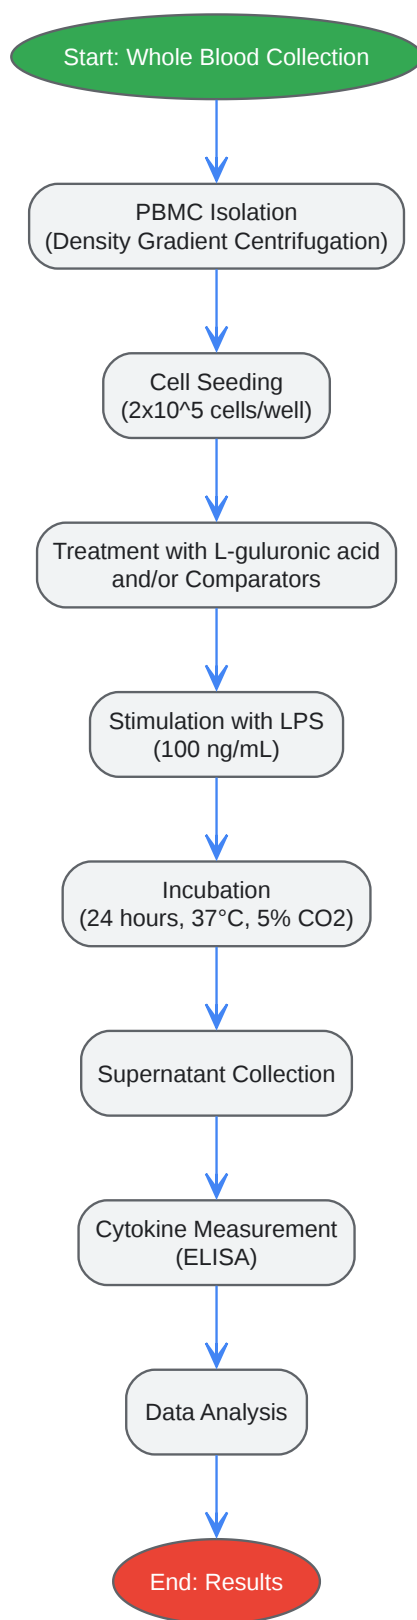 Start: Whole Blood Collection
PBMC Isolation
(Density Gradient Centrifugation)
Cell Seeding
(2x10^5 cells/well)
Treatment with L-guluronic acid
and/or Comparators
Stimulation with LPS
(100 ng/mL)
Incubation
(24 hours, 37°C, 5% CO2)
Supernatant Collection
Cytokine Measurement
(ELISA)
Data Analysis
End: Results